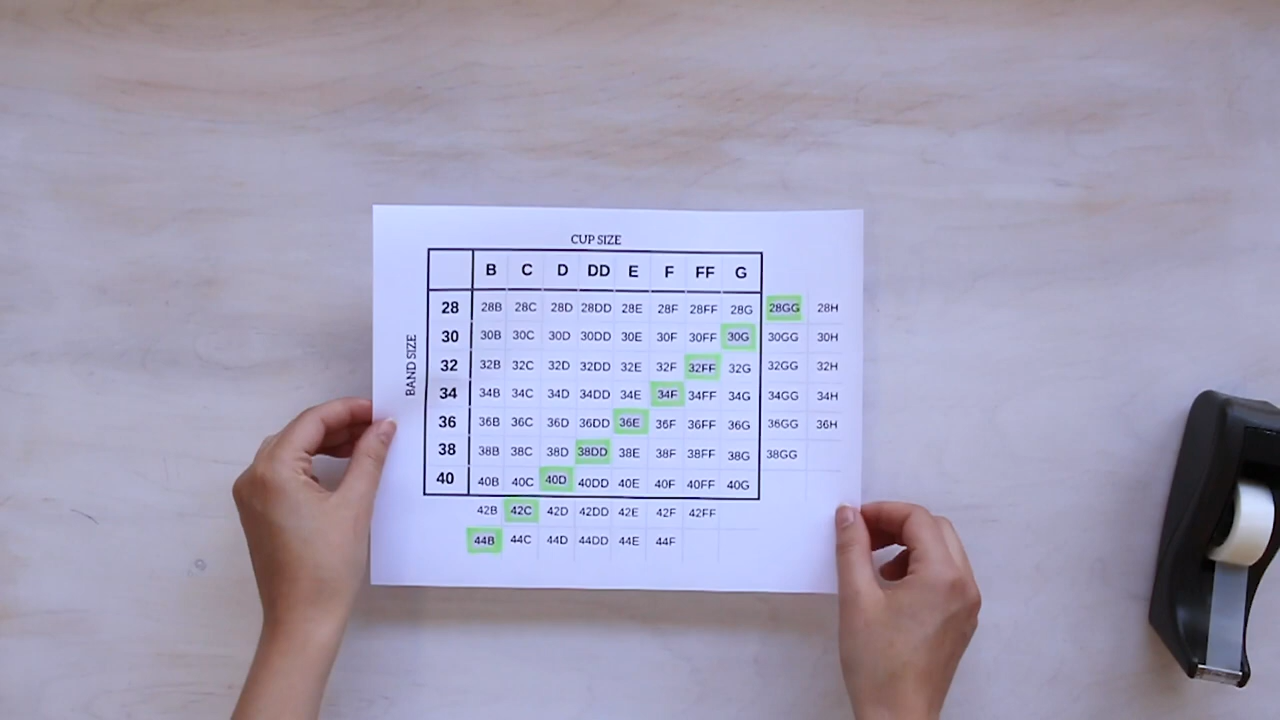 CUP SIZE
B C D DD E F FF G
28 28B 28C 28D 28DD 28E 28F 28FF 28G 28GG 28H
30 30B 30C 30D 30DD 30E 30F 30FF 30G 30GG 30H
32 32B 32C 32D 32DD 32E 32F 32FF 32G 32GG 32H
34 34B 34C 34D 34DD 34E 34F 34FF 34G 34GG 34H
36 36B 36C 36D 36DD 36E 36F 36FF 36G 36GG 36H
38 38B 38C 38D 38DD 38E 38F 38FF 38G 38GG
40 40B 40C 40D 40DD 40E 40F 40FF 40G
42B 42C 42D 42DD 42E 42F 42FF
44B 44C 44D 44DD 44E 44F
BAND SIZE